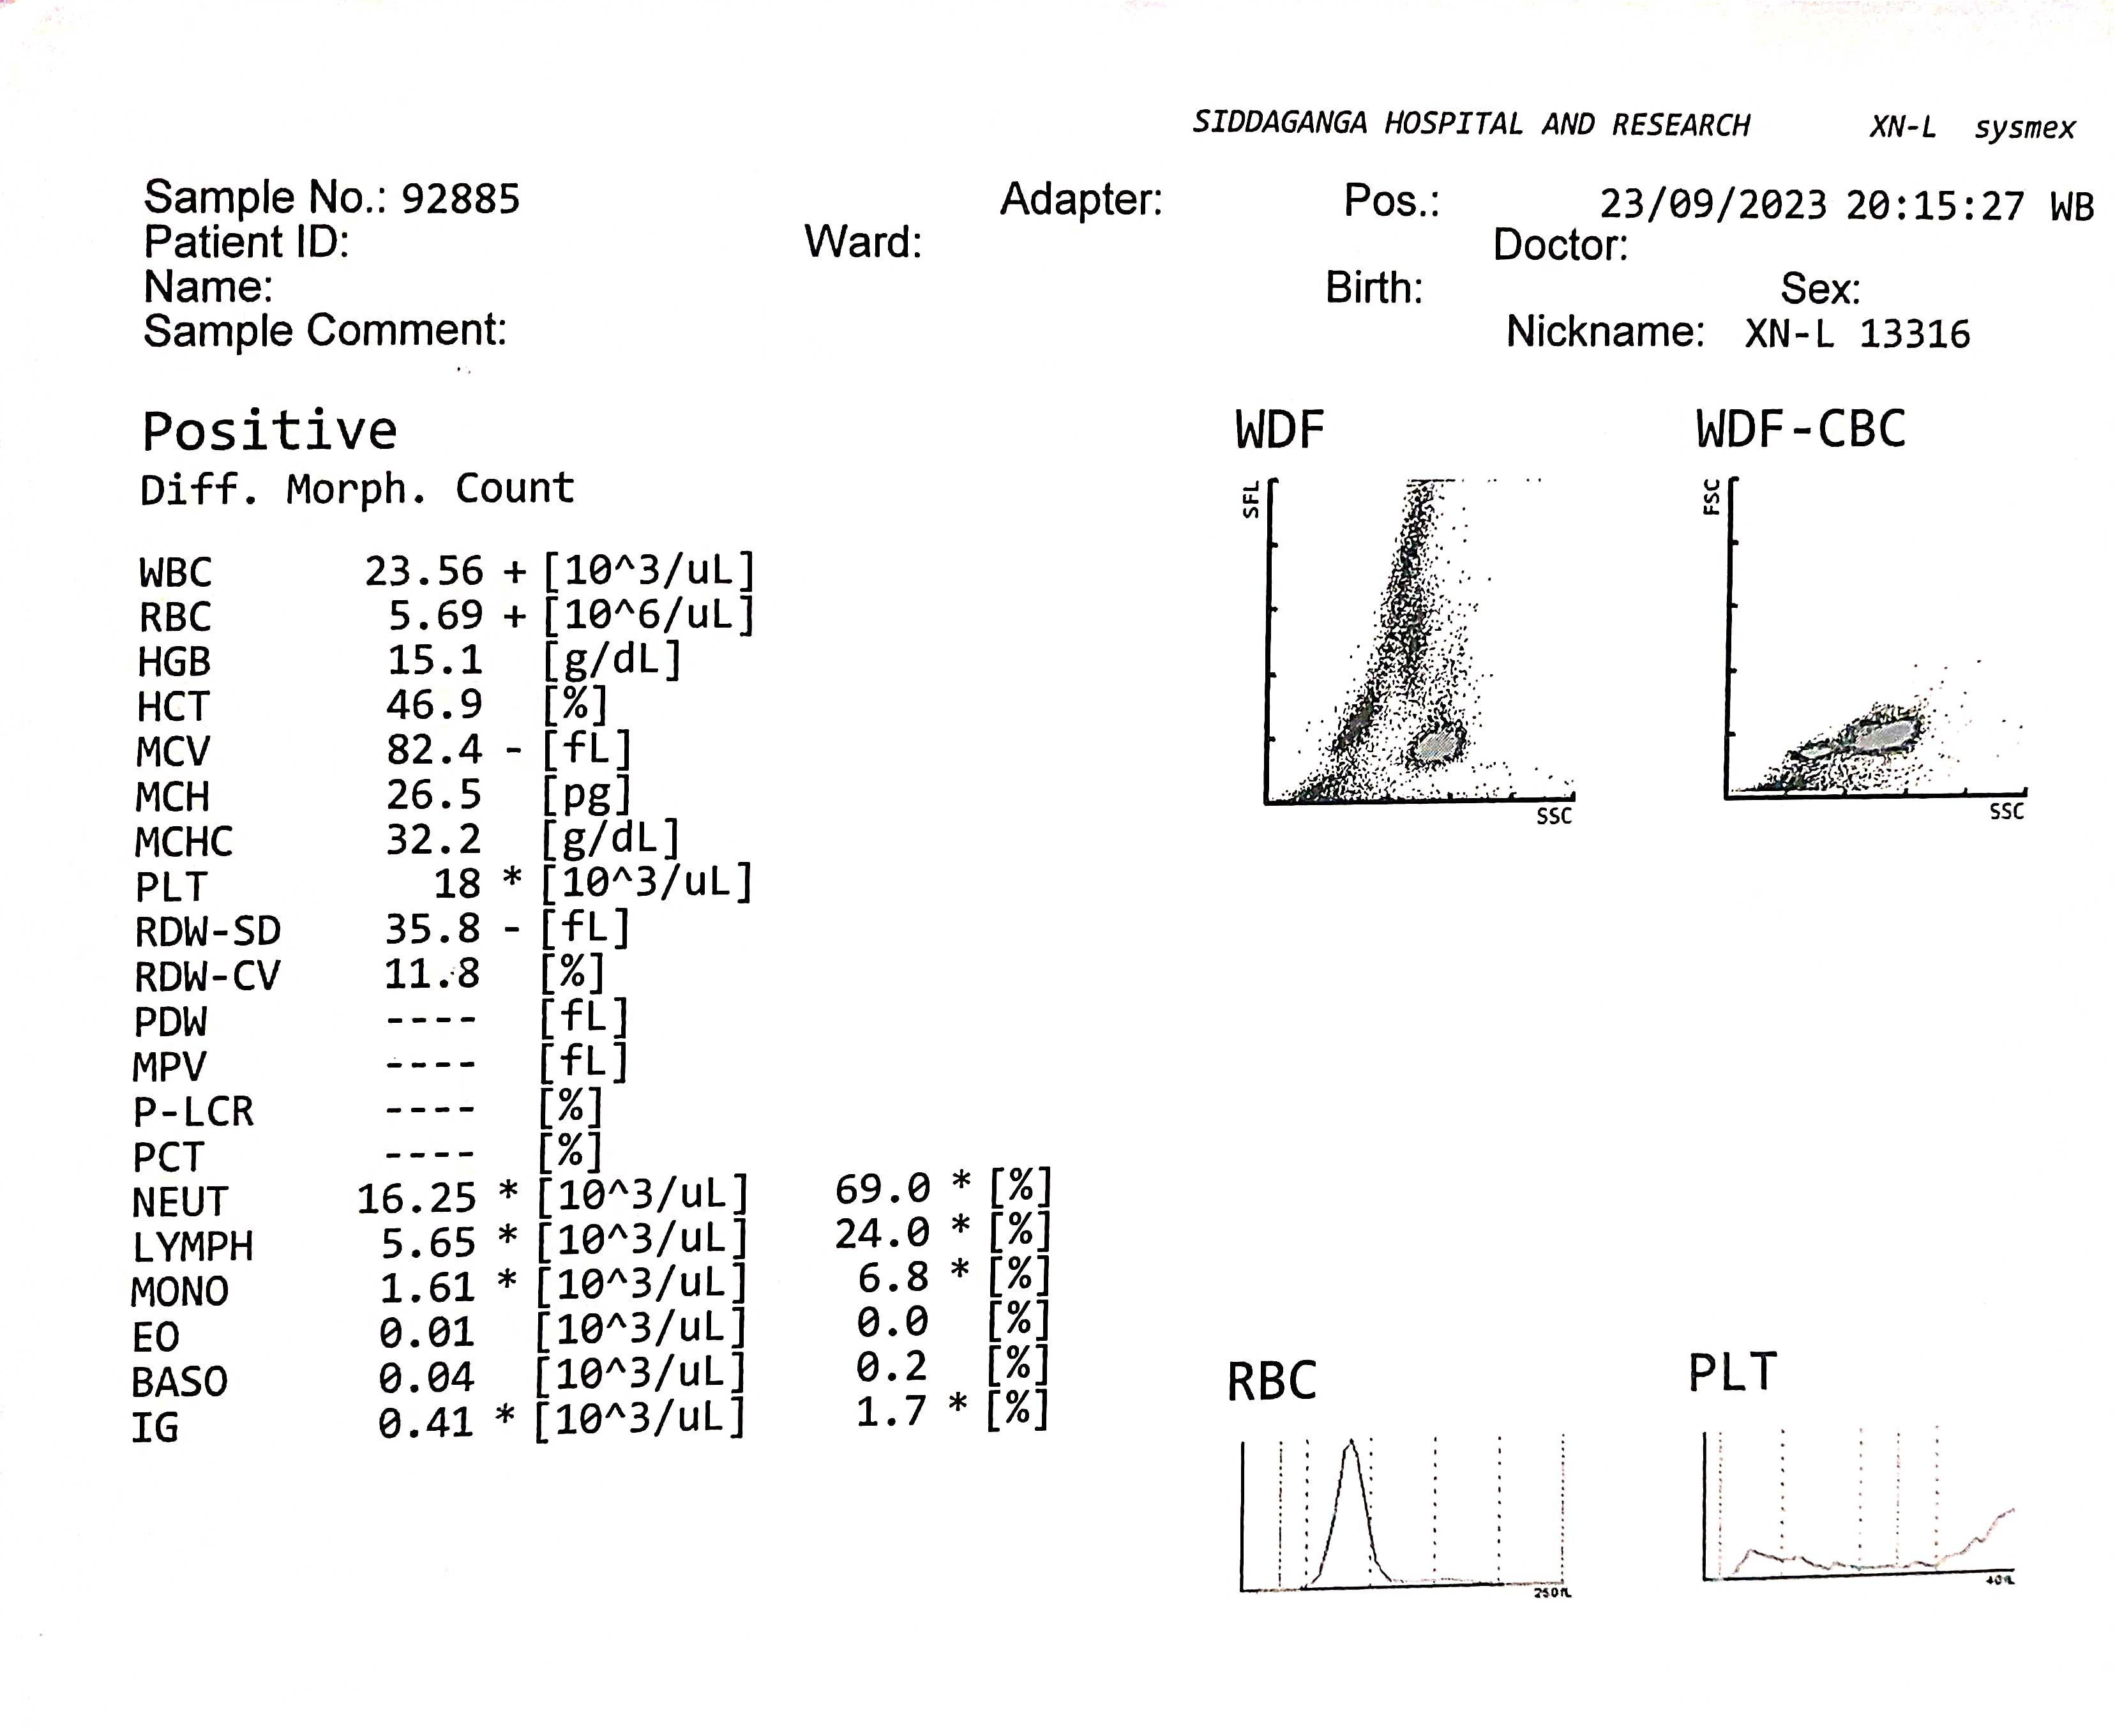 SIDDAGANGA HOSPITAL AND RESEARCH XN-L sysmex
Sample No.: 92885 Adapter: Pos.: 23/09/2023 20:15:27 WB
Patient ID: Ward: Doctor:
Name: Birth: Sex:
Sample Comment: Nickname: XN-L 13316
Positive
Diff. Morph. Count
WBC 23.56 + [10^3/uL]
RBC 5.69 + [10^6/uL]
HGB 15.1 [g/dL]
HCT 46.9 [%]
MCV 82.4 - [fL]
MCH 26.5 [pg]
MCHC 32.2 [g/dL]
PLT 18 * [10^3/uL]
RDW-SD 35.8 - [fL]
RDW-CV 11.8 [%]
PDW ---- [fL]
MPV ---- [fL]
P-LCR ---- [%]
PCT ---- [%]
NEUT 16.25 * [10^3/uL] 69.0 * [%]
LYMPH 5.65 * [10^3/uL] 24.0 * [%]
MONO 1.61 * [10^3/uL] 6.8 * [%]
EO 0.01 [10^3/uL] 0.0 [%]
BASO 0.04 [10^3/uL] 0.2 [%]
IG 0.41 * [10^3/uL] 1.7 * [%]
WDF
SFL
SSC
WDF-CBC
FSC
SSC
RBC
250fL
PLT
40fL